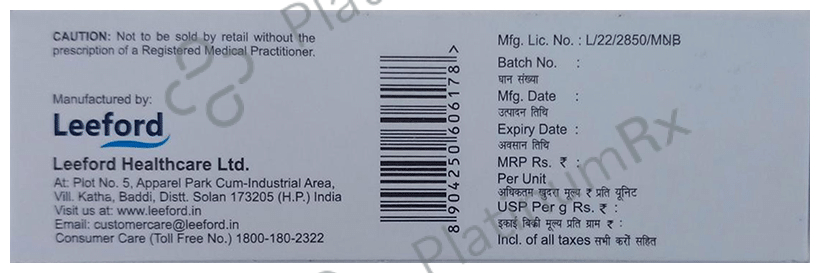 CAUTION: Not to be sold by retail without the
prescription of a Registered Medical Practitioner.
Manufactured by:
Leeford
Leeford Healthcare Ltd.
At: Plot No. 5, Apparel Park Cum-Industrial Area,
Vill. Katha, Baddi, Distt. Solan 173205 (H.P.) India
Visit us at: www.leeford.in
Email: customercare@leeford.in
Consumer Care (Toll Free No.) 1800-180-2322
8904250606178>
Mfg. Lic. No. : L/22/2850/MNB
Batch No. :
घान संख्या
Mfg. Date :
उत्पादन तिथि
Expiry Date :
अवसान तिथि
MRP Rs. ₹ :
Per Unit
अधिकतम खुदरा मूल्य ₹ प्रति यूनिट
USP Per g Rs. ₹ :
इकाई बिक्री मूल्य प्रति ग्राम ₹ :
Incl. of all taxes सभी करों सहित
PlatinumRx